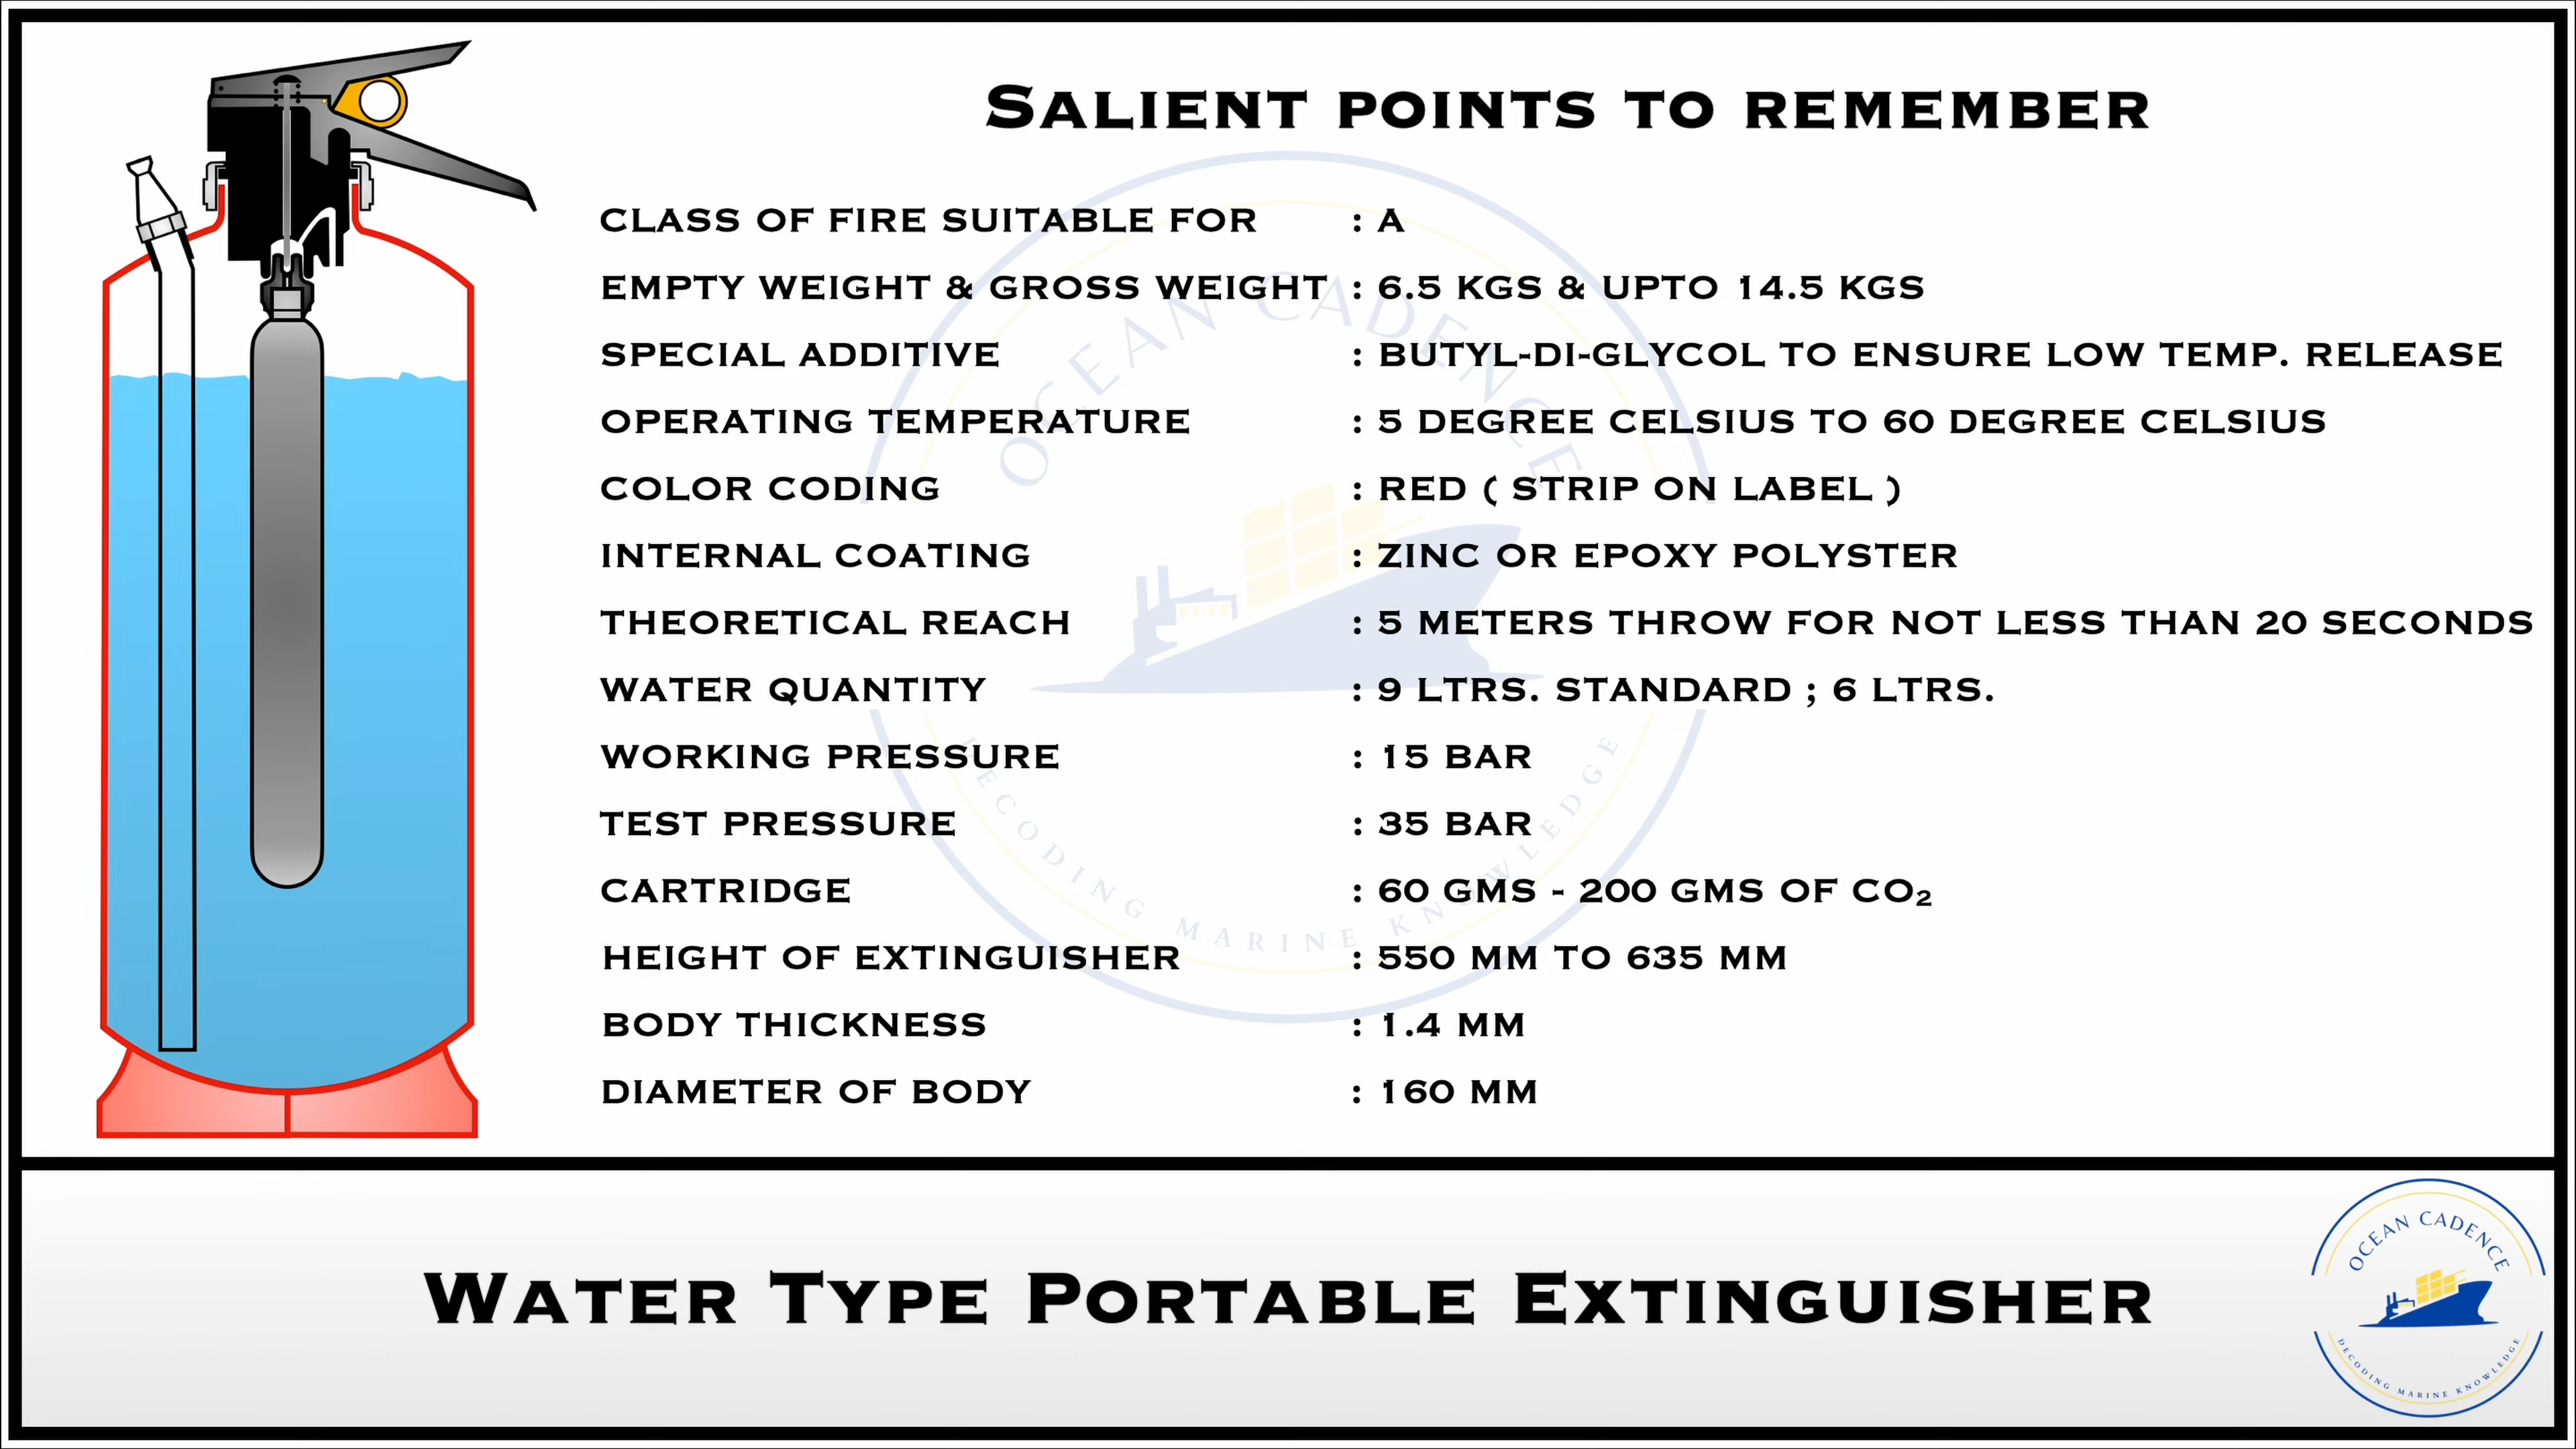 SALIENT POINTS TO REMEMBER
CLASS OF FIRE SUITABLE FOR : A
EMPTY WEIGHT & GROSS WEIGHT : 6.5 KGS & UPTO 14.5 KGS
SPECIAL ADDITIVE : BUTYL-DI-GLYCOL TO ENSURE LOW TEMP. RELEASE
OPERATING TEMPERATURE : 5 DEGREE CELSIUS TO 60 DEGREE CELSIUS
COLOR CODING : RED ( STRIP ON LABEL )
INTERNAL COATING : ZINC OR EPOXY POLYSTER
THEORETICAL REACH : 5 METERS THROW FOR NOT LESS THAN 20 SECONDS
WATER QUANTITY : 9 LTRS. STANDARD ; 6 LTRS.
WORKING PRESSURE : 15 BAR
TEST PRESSURE : 35 BAR
CARTRIDGE : 60 GMS - 200 GMS OF CO₂
HEIGHT OF EXTINGUISHER : 550 MM TO 635 MM
BODY THICKNESS : 1.4 MM
DIAMETER OF BODY : 160 MM
OCEAN CADENCE
DECODING MARINE KNOWLEDGE
WATER TYPE PORTABLE EXTINGUISHER
OCEAN CADENCE
DECODING MARINE KNOWLEDGE